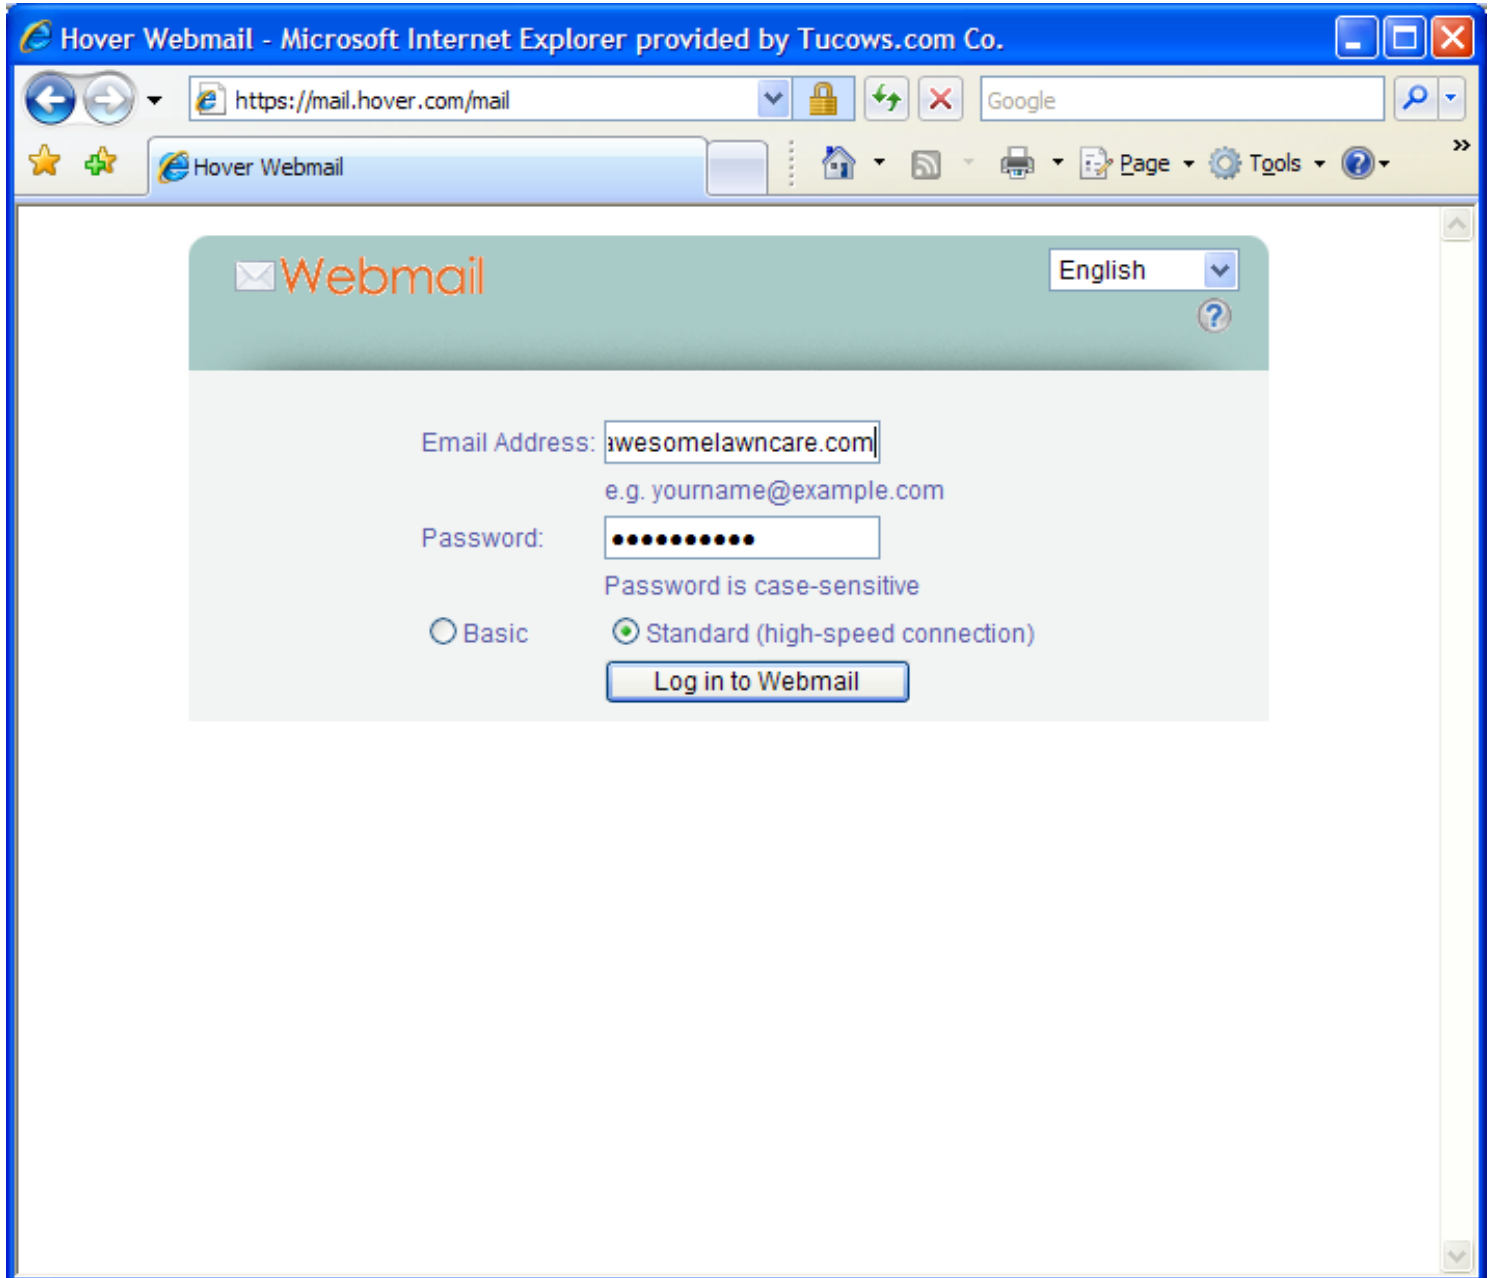 Hover Webmail - Microsoft Internet Explorer provided by Tucows.com Co.
https://mail.hover.com/mail
Google
Hover Webmail
Page
Tools
»
Webmail
English
Email Address: awesomelawncare.com
e.g. yourname@example.com
Password: ••••••••••
Password is case-sensitive
Basic
Standard (high-speed connection)
Log in to Webmail